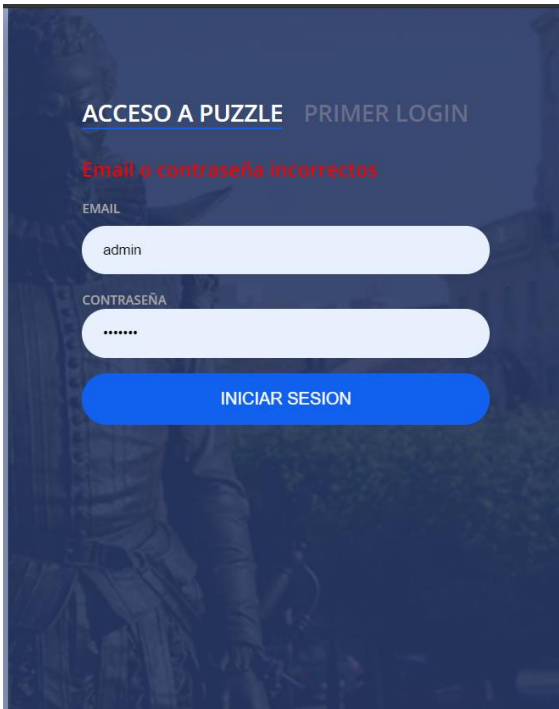 ACCESO A PUZZLE PRIMER LOGIN
Email o contraseña incorrectos
EMAIL
admin
CONTRASEÑA
•••••••
INICIAR SESION